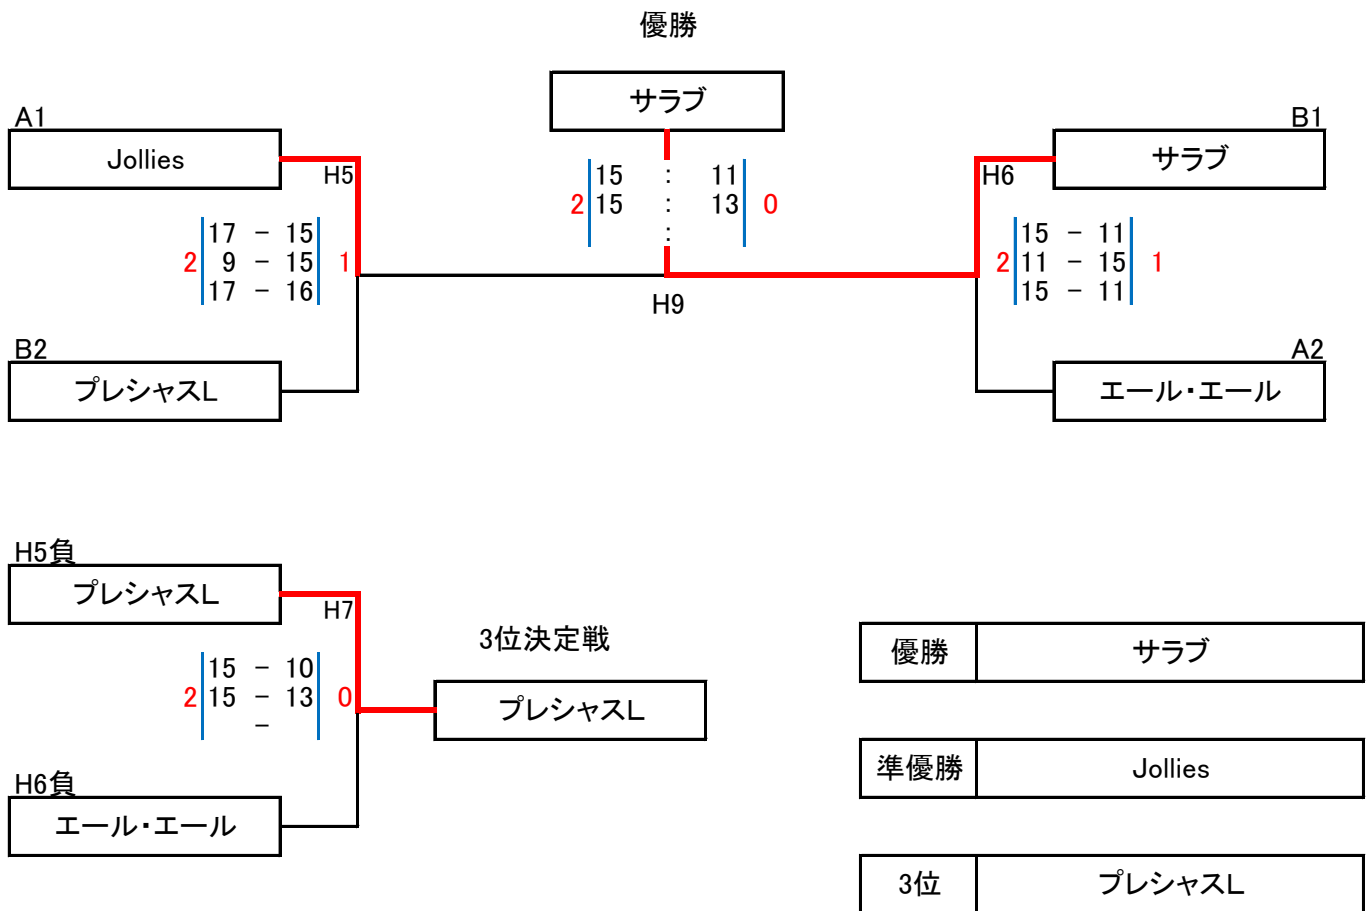 優勝
サラブ
A1
Jollies
B1
サラブ
H5
H6
15 : 11
2 15 : 13 0
:
17 - 15
2 9 - 15 1
17 - 16
15 - 11
2 11 - 15 1
15 - 11
H9
B2
プレシャスL
A2
エール・エール
H5負
プレシャスL
H7
15 - 10
2 15 - 13 0
-
3位決定戦
プレシャスL
H6負
エール・エール
優勝 サラブ
準優勝 Jollies
3位 プレシャスL